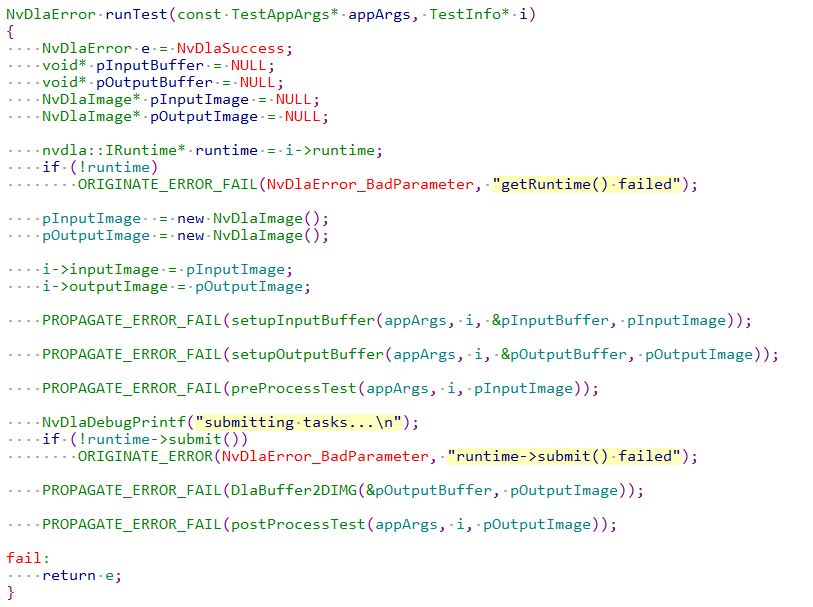 NvDlaError runTest(const TestAppArgs* appArgs, TestInfo* i)
{
    NvDlaError e = NvDlaSuccess;
    void* pInputBuffer = NULL;
    void* pOutputBuffer = NULL;
    NvDlaImage* pInputImage = NULL;
    NvDlaImage* pOutputImage = NULL;

    nvdla::IRuntime* runtime = i->runtime;
    if (!runtime)
        ORIGINATE_ERROR_FAIL(NvDlaError_BadParameter, "getRuntime() failed");

    pInputImage  = new NvDlaImage();
    pOutputImage = new NvDlaImage();

    i->inputImage = pInputImage;
    i->outputImage = pOutputImage;

    PROPAGATE_ERROR_FAIL(setupInputBuffer(appArgs, i, &pInputBuffer, pInputImage));

    PROPAGATE_ERROR_FAIL(setupOutputBuffer(appArgs, i, &pOutputBuffer, pOutputImage));

    PROPAGATE_ERROR_FAIL(preProcessTest(appArgs, i, pInputImage));

    NvDlaDebugPrintf("submitting tasks...\n");
    if (!runtime->submit())
        ORIGINATE_ERROR(NvDlaError_BadParameter, "runtime->submit() failed");

    PROPAGATE_ERROR_FAIL(DlaBuffer2DIMG(&pOutputBuffer, pOutputImage));

    PROPAGATE_ERROR_FAIL(postProcessTest(appArgs, i, pOutputImage));

fail:
    return e;
}